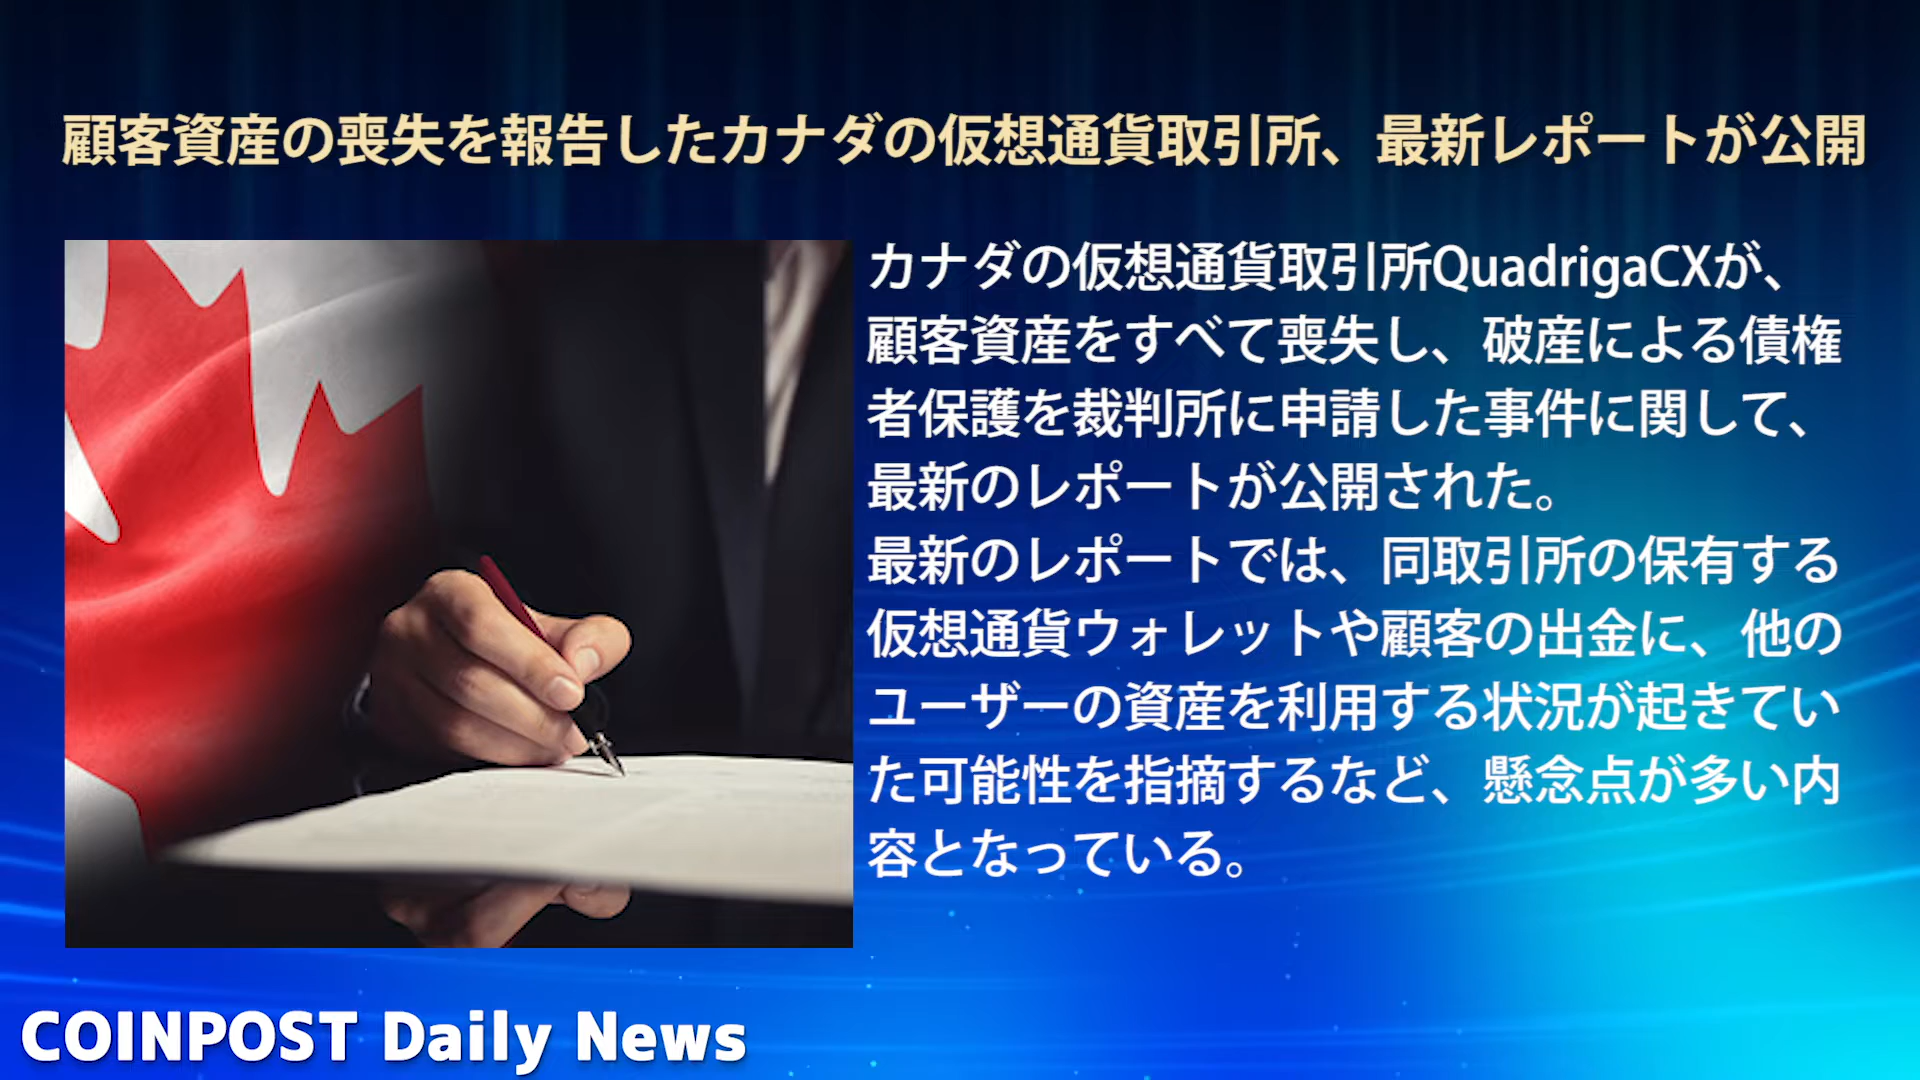 顧客資産の喪失を報告したカナダの仮想通貨取引所、最新レポートが公開
カナダの仮想通貨取引所QuadrigaCXが、
顧客資産をすべて喪失し、破産による債権
者保護を裁判所に申請した事件に関して、
最新のレポートが公開された。
最新のレポートでは、同取引所の保有する
仮想通貨ウォレットや顧客の出金に、他の
ユーザーの資産を利用する状況が起きてい
た可能性を指摘するなど、懸念点が多い内
容となっている。
COINPOST Daily News